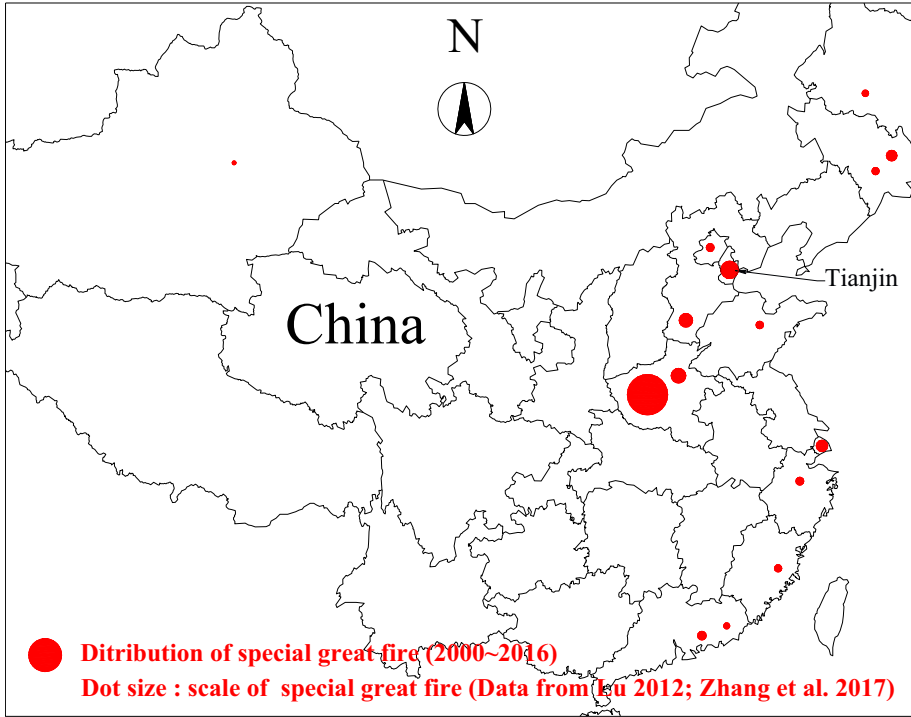 N
Tianjin
China
Ditribution of special great fire (2000~2016)
Dot size : scale of special great fire (Data from Lu 2012; Zhang et al. 2017)